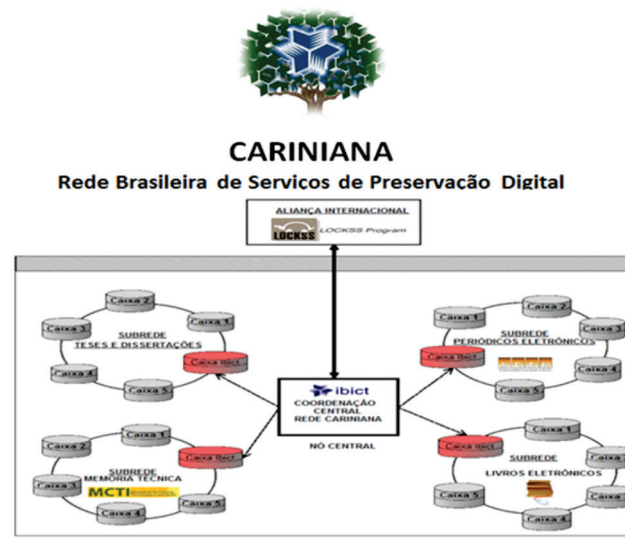 CARINIANA
Rede Brasileira de Serviços de Preservação Digital
ALIANÇA INTERNACIONAL
LOCKSS
LOCKSS Program
Caixa 2
Caixa 3
Caixa 1
SUBREDE
TESES E DISSERTAÇÕES
Caixa Ibict
Caixa 4
Caixa 5
Caixa 2
Caixa 1
Caixa 3
SUBREDE
PERIÓDICOS ELETRÔNICOS
Caixa Ibict
Caixa 4
Caixa 5
ibict
COORDENAÇÃO
CENTRAL
REDE CARINIANA
NÓ CENTRAL
Caixa 1
Caixa 2
Caixa Ibict
SUBREDE
MEMÓRIA TÉCNICA
MCTI
Caixa 3
Caixa 5
Caixa 4
Caixa 1
Caixa Ibict
SUBREDE
LIVROS ELETRÔNICOS
Caixa 5
Caixa 4